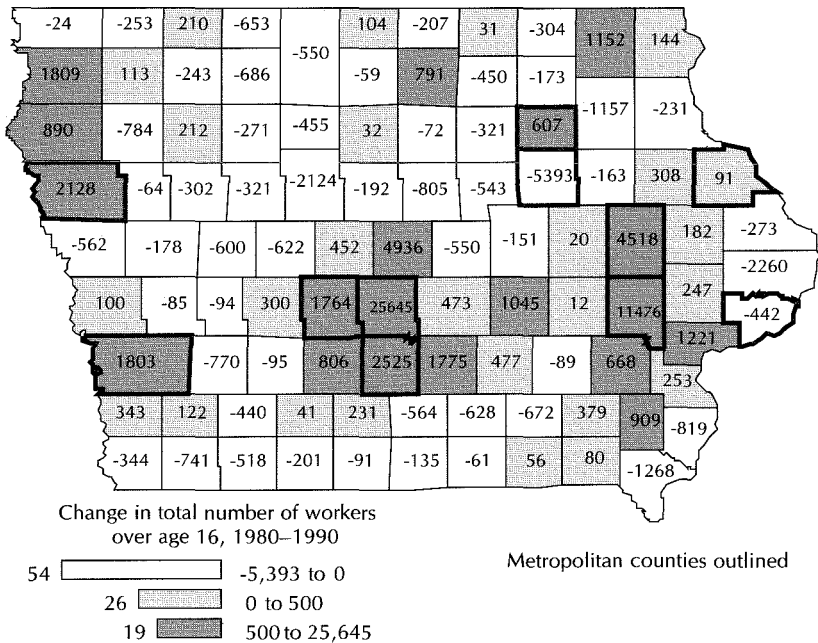 -24 -253 210 -653 -550 104 -207 31 -304 1152 144
1809 113 -243 -686 -59 791 -450 -173
890 -784 212 -271 -455 32 -72 -321 607 -1157 -231
2128 -64 -302 -321 -2124 -192 -805 -543 -5393 -163 308 91
-562 -178 -600 -622 452 4936 -550 -151 20 4518 182 -273
-2260
100 -85 -94 300 1764 25645 473 1045 12 11476 247 -442
1803 -770 -95 806 2525 1775 477 -89 668 1221
253
343 122 -440 41 231 -564 -628 -672 379 909 -819
-344 -741 -518 -201 -91 -135 -61 56 80 -1268
Change in total number of workers
over age 16, 1980–1990
Metropolitan counties outlined
54 -5,393 to 0
26 0 to 500
19 500 to 25,645